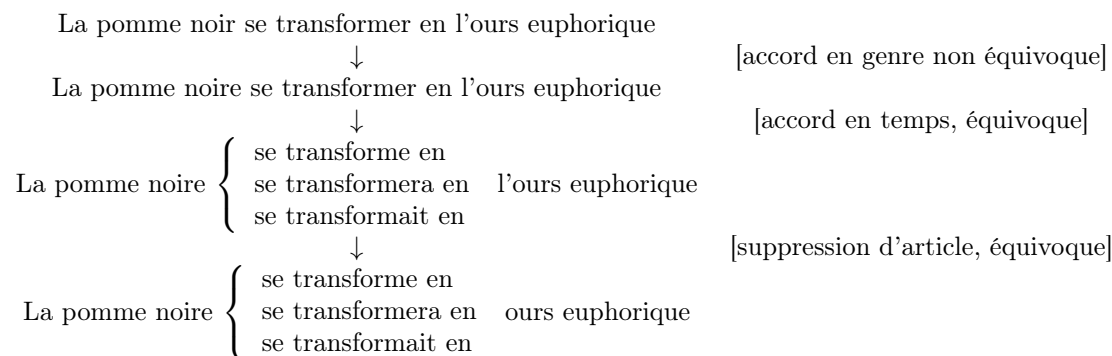 La pomme noir se transformer en l'ours euphorique
↓ [accord en genre non équivoque]
La pomme noire se transformer en l'ours euphorique
↓ [accord en temps, équivoque]
se transforme en
La pomme noire { se transformera en l'ours euphorique
se transformait en
↓ [suppression d'article, équivoque]
se transforme en
La pomme noire { se transformera en ours euphorique
se transformait en